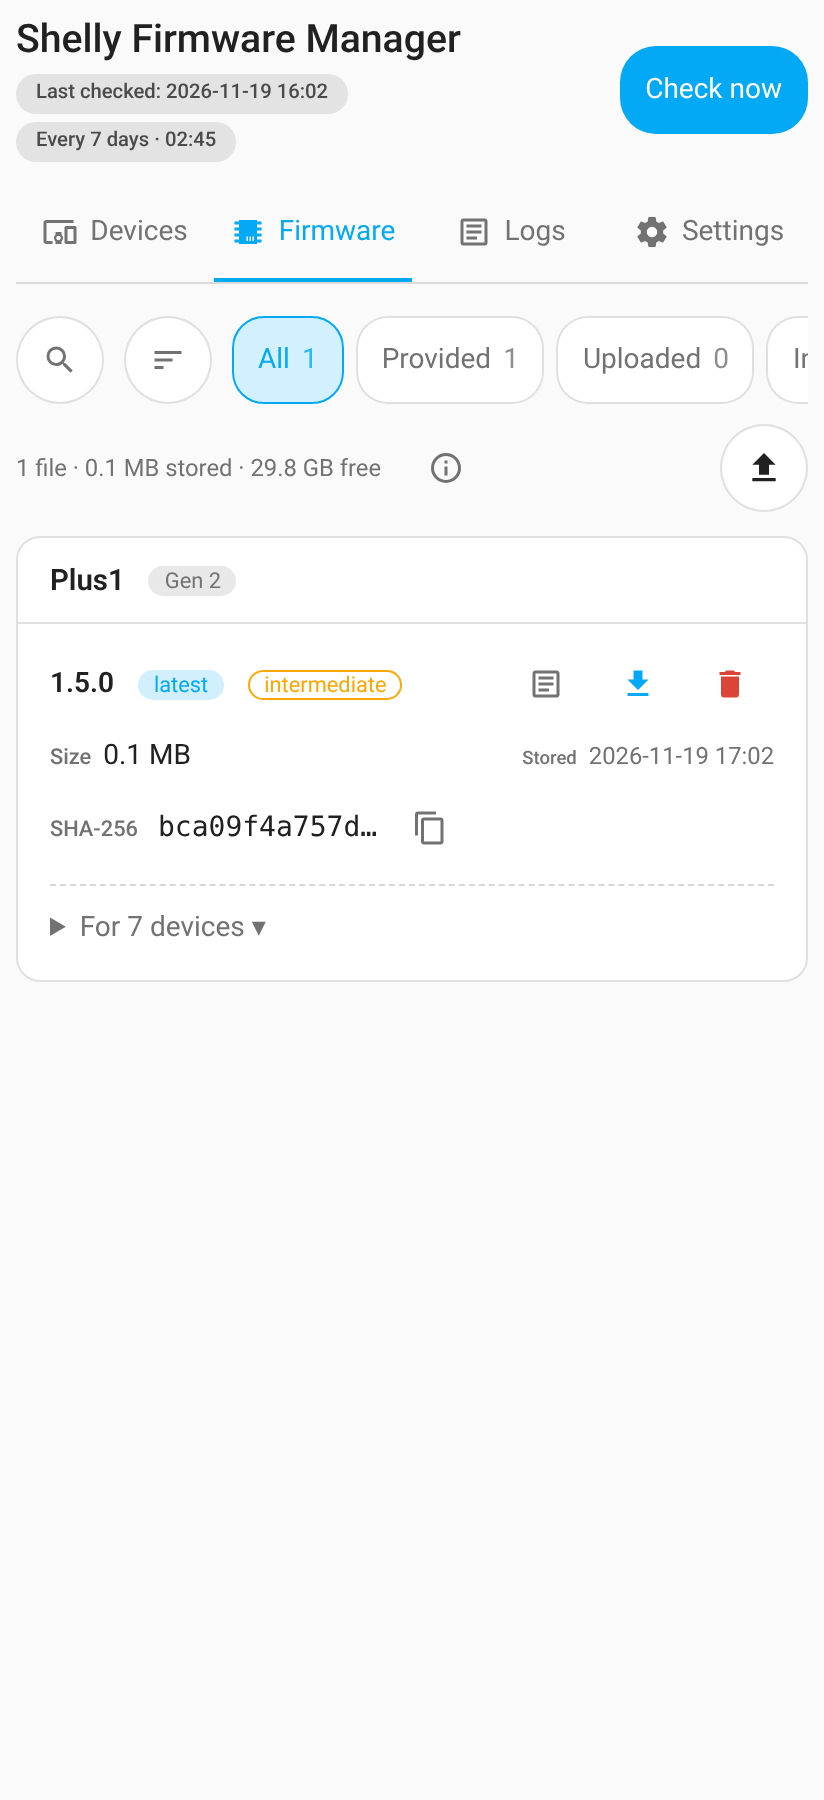 Shelly Firmware Manager
Last checked: 2026-11-19 16:02
Every 7 days · 02:45
Check now
Devices Firmware Logs Settings
All 1 Provided 1 Uploaded 0
1 file · 0.1 MB stored · 29.8 GB free
Plus1 Gen 2
1.5.0 latest intermediate
Size 0.1 MB Stored 2026-11-19 17:02
SHA-256 bca09f4a757d…
For 7 devices ▾